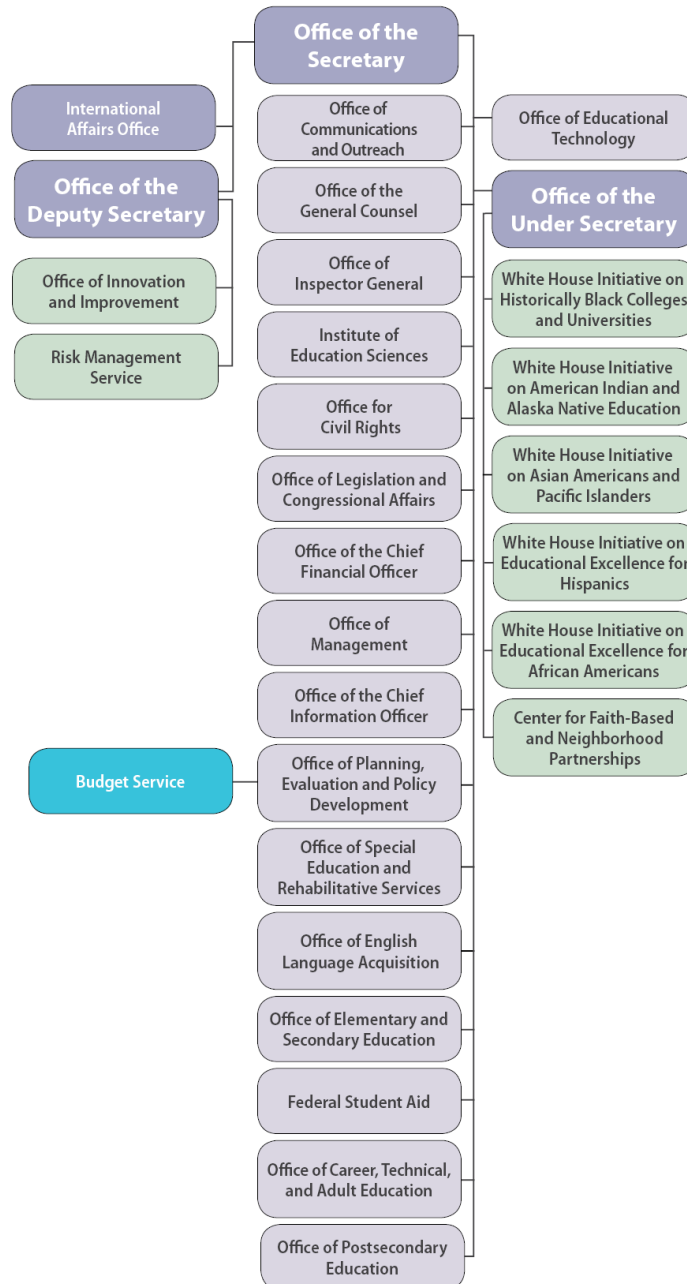 Office of the
Secretary
International
Affairs Office
Office of the
Deputy Secretary
Office of Innovation
and Improvement
Risk Management
Service
Budget Service
Office of
Communications
and Outreach
Office of the
General Counsel
Office of
Inspector General
Institute of
Education Sciences
Office for
Civil Rights
Office of Legislation and
Congressional Affairs
Office of the Chief
Financial Officer
Office of
Management
Office of the Chief
Information Officer
Office of Planning,
Evaluation and Policy
Development
Office of Special
Education and
Rehabilitative Services
Office of English
Language Acquisition
Office of Elementary and
Secondary Education
Federal Student Aid
Office of Career, Technical,
and Adult Education
Office of Postsecondary
Education
Office of Educational
Technology
Office of the
Under Secretary
White House Initiative on
Historically Black Colleges
and Universities
White House Initiative
on American Indian and
Alaska Native Education
White House Initiative
on Asian Americans and
Pacific Islanders
White House Initiative on
Educational Excellence for
Hispanics
White House Initiative on
Educational Excellence for
African Americans
Center for Faith-Based
and Neighborhood
Partnerships